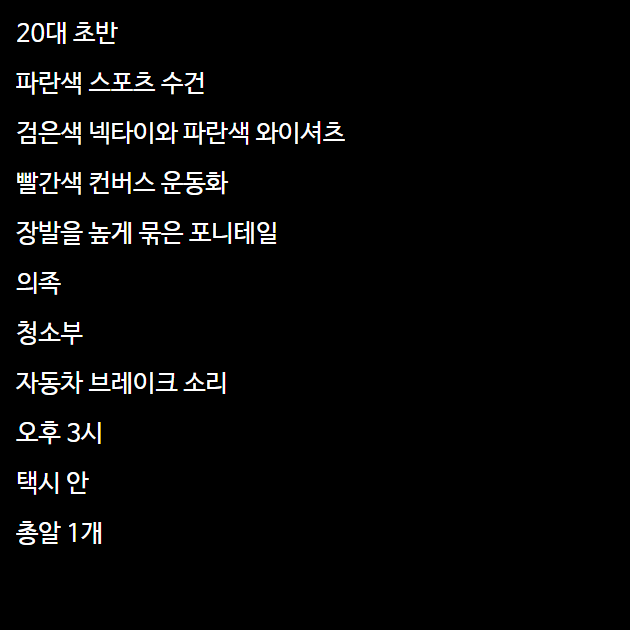 20대 초반
파란색 스포츠 수건
검은색 넥타이와 파란색 와이셔츠
빨간색 컨버스 운동화
장발을 높게 묶은 포니테일
의족
청소부
자동차 브레이크 소리
오후 3시
택시 안
총알 1개